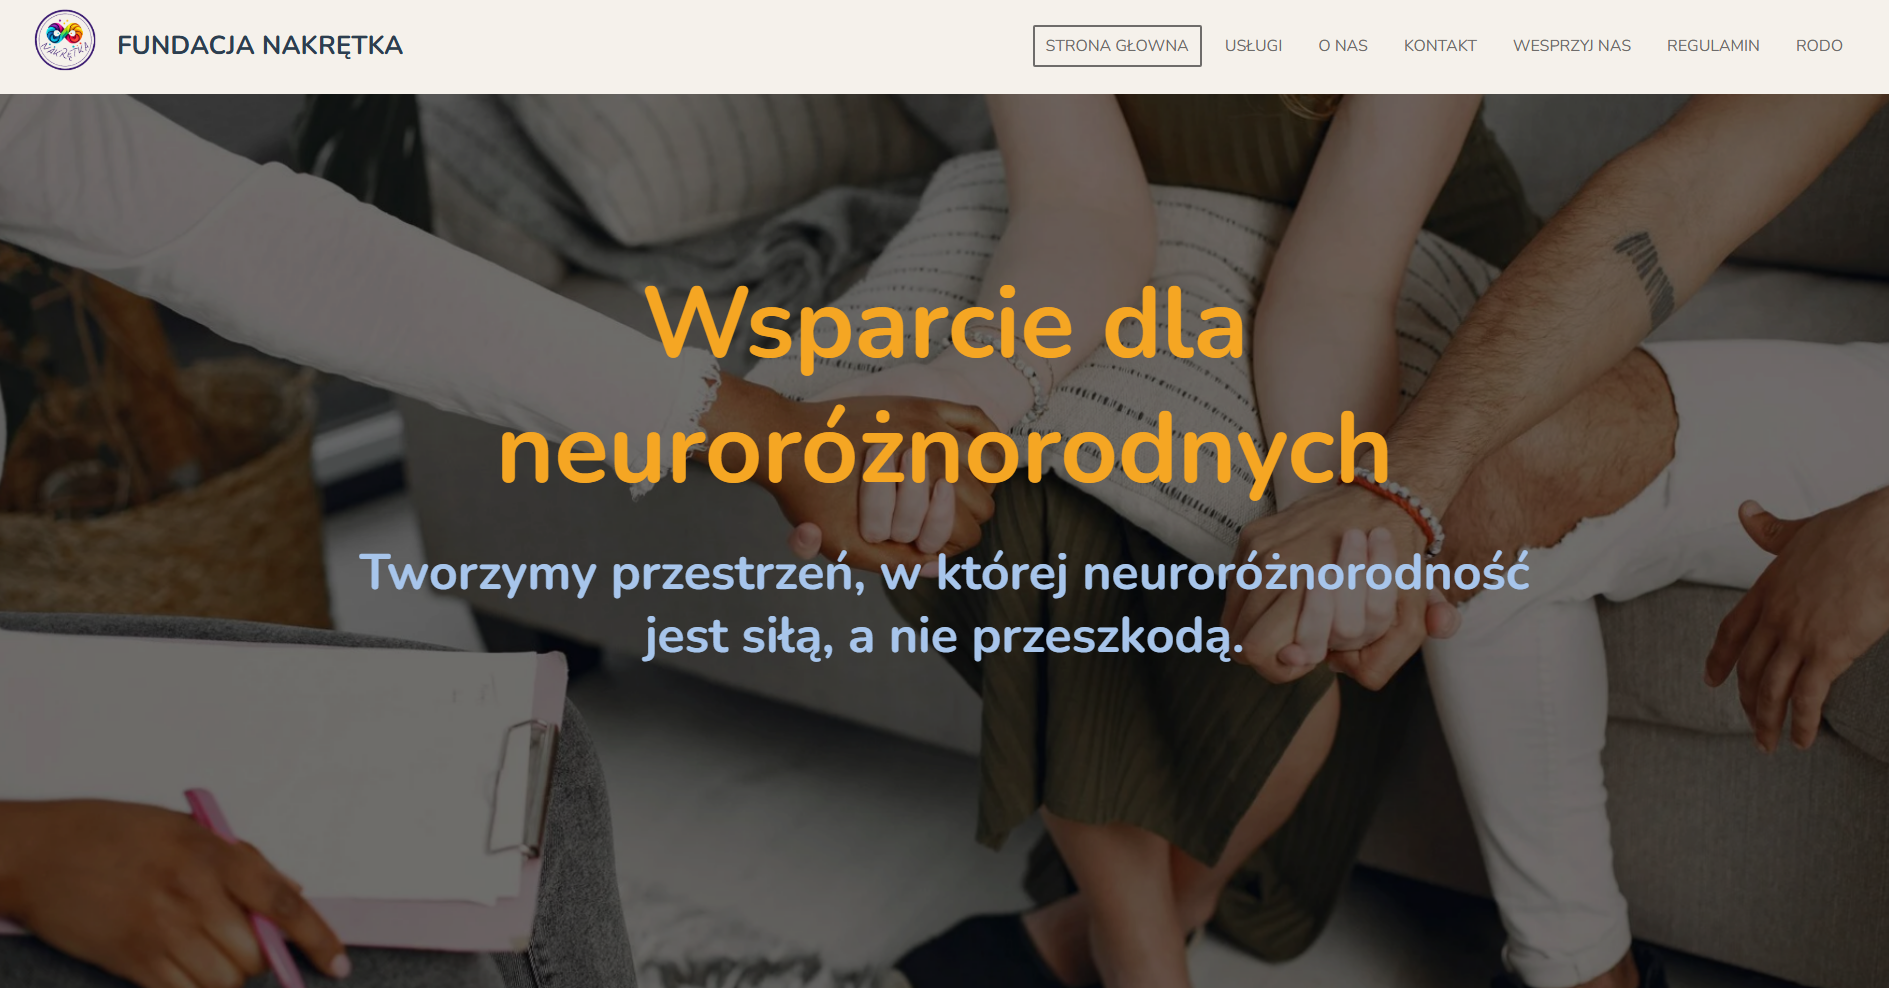 NAKRĘTKA
FUNDACJA NAKRĘTKA
STRONA GŁOWNA
USŁUGI
O NAS
KONTAKT
WESPRZYJ NAS
REGULAMIN
RODO
Wsparcie dla
neuroróżnorodnych
Tworzymy przestrzeń, w której neuroróżnorodność
jest siłą, a nie przeszkodą.